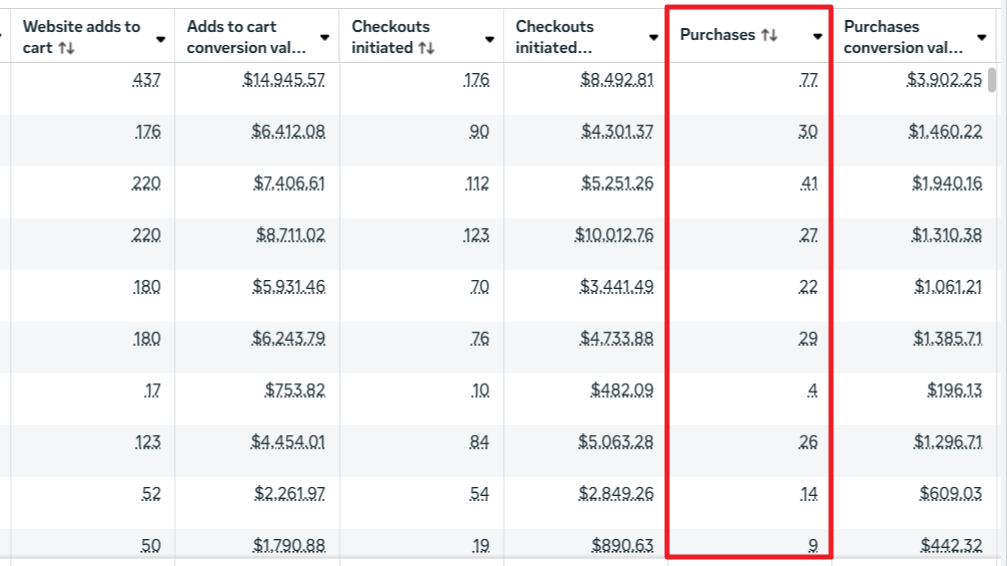 Website adds to cart ↑↓ Adds to cart conversion val... Checkouts initiated ↑↓ Checkouts initiated... Purchases ↑↓ Purchases conversion val...
437 $14,945.57 176 $8,492.81 77 $3,902.25
176 $6,412.08 90 $4,301.37 30 $1,460.22
220 $7,406.61 112 $5,251.26 41 $1,940.16
220 $8,711.02 123 $10,012.76 27 $1,310.38
180 $5,931.46 70 $3,441.49 22 $1,061.21
180 $6,243.79 76 $4,733.88 29 $1,385.71
17 $753.82 10 $482.09 4 $196.13
123 $4,454.01 84 $5,063.28 26 $1,296.71
52 $2,261.97 54 $2,849.26 14 $609.03
50 $1,790.88 19 $890.63 9 $442.32